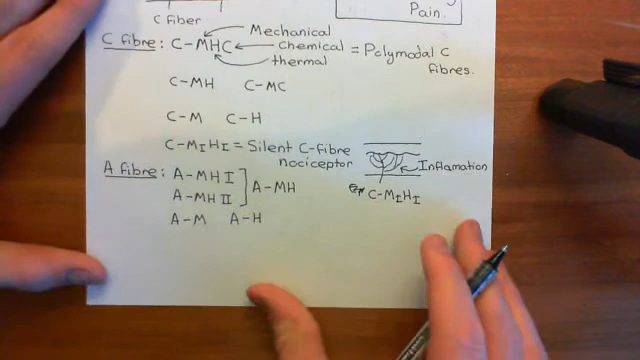 Pain.
C fiber
C fibre: C-MHC
Mechanical
chemical
thermal
= Polymodal C
fibres.
C-MH C-MC
C-M C-H
C-MIHI = Silent C-fibre
nociceptor
Inflamation
C-MIHI
A fibre: A-MH I
A-MH II
A-MH
A-M A-H